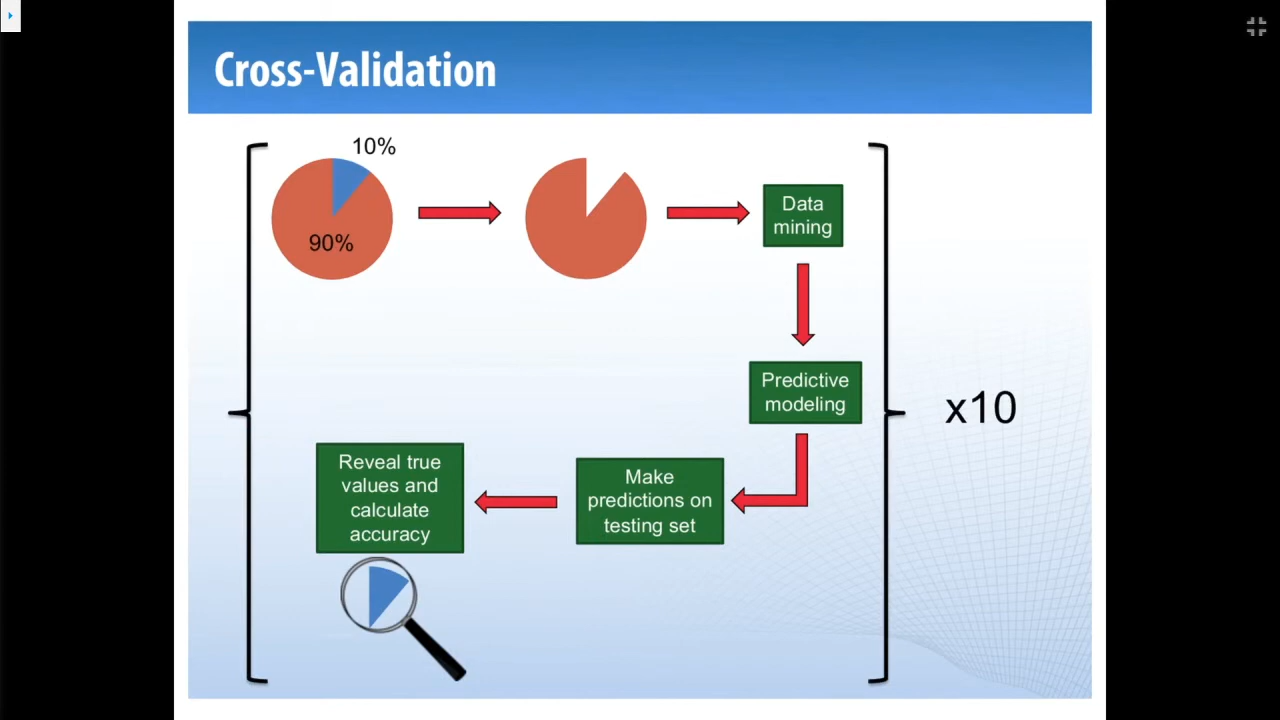 Cross-Validation
10%
90%
Data
mining
Predictive
modeling
x10
Make
predictions on
testing set
Reveal true
values and
calculate
accuracy